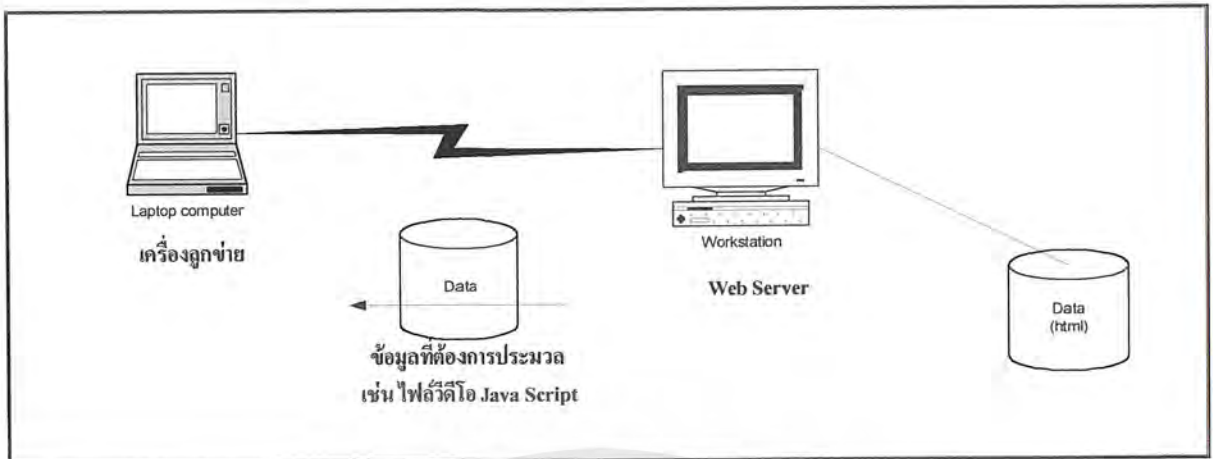 Laptop computer
เครื่องลูกข่าย
Data
ข้อมูลที่ต้องการประมวล
เช่น ไฟล์วีดีโอ Java Script
Workstation
Web Server
Data
(html)